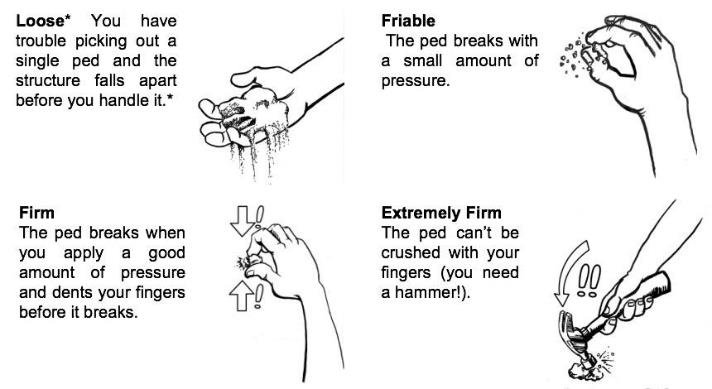 Loose* You have
trouble picking out a
single ped and the
structure falls apart
before you handle it.*
Friable
The ped breaks with
a small amount of
pressure.
Firm
The ped breaks when
you apply a good
amount of pressure
and dents your fingers
before it breaks.
!
!
Extremely Firm
The ped can't be
crushed with your
fingers (you need
a hammer!).
!!